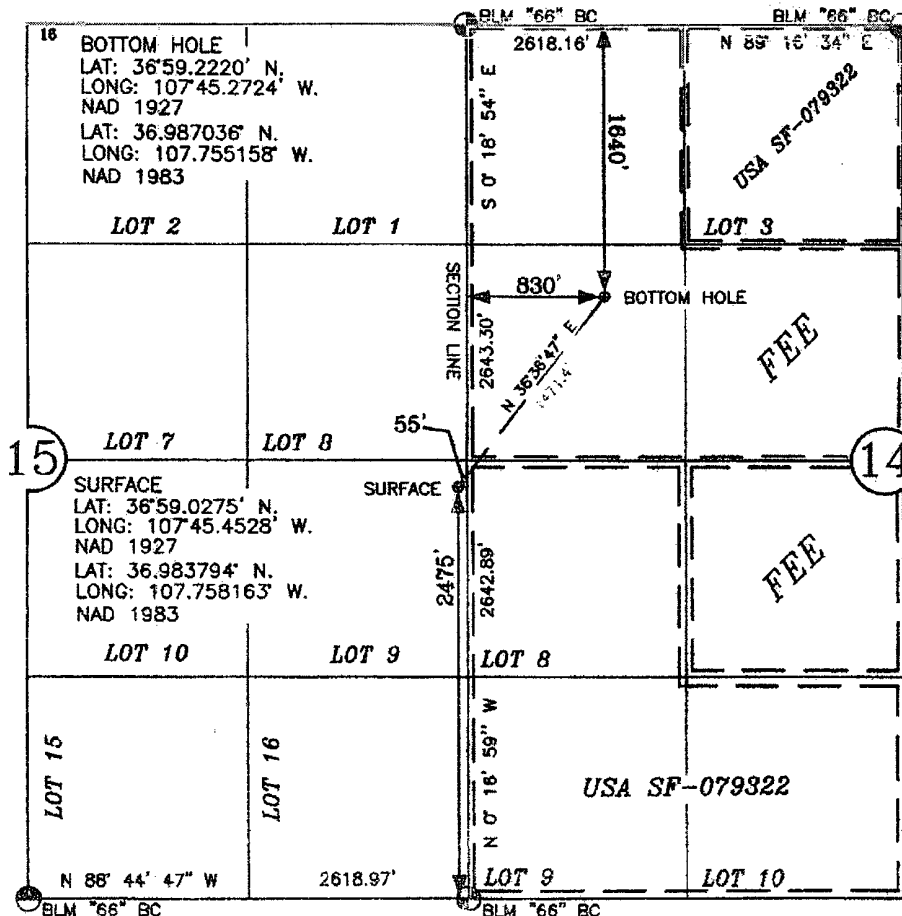 BLM "66" BC
BLM "66" BC
16
BOTTOM HOLE
LAT: 36°59.2220' N.
LONG: 107°45.2724' W.
NAD 1927
LAT: 36.987036° N.
LONG: 107.755158° W.
NAD 1983
2618.16'
N 89° 16' 34" E
S 0° 18' 54" E
1640'
USA SF-079322
LOT 2
LOT 1
LOT 3
SECTION LINE
830'
BOTTOM HOLE
2643.30'
N 36°36'47" E
FEE
55'
LOT 7
LOT 8
15
14
SURFACE
LAT: 36°59.0275' N.
LONG: 107°45.4528' W.
NAD 1927
LAT: 36.983794° N.
LONG: 107.758163° W.
NAD 1983
SURFACE
2475'
2642.89'
FEE
LOT 10
LOT 9
LOT 8
LOT 15
LOT 16
N 0° 16' 59" W
USA SF-079322
N 88° 44' 47" W
2618.97'
LOT 9
LOT 10
BLM "66" BC
BLM "66" BC